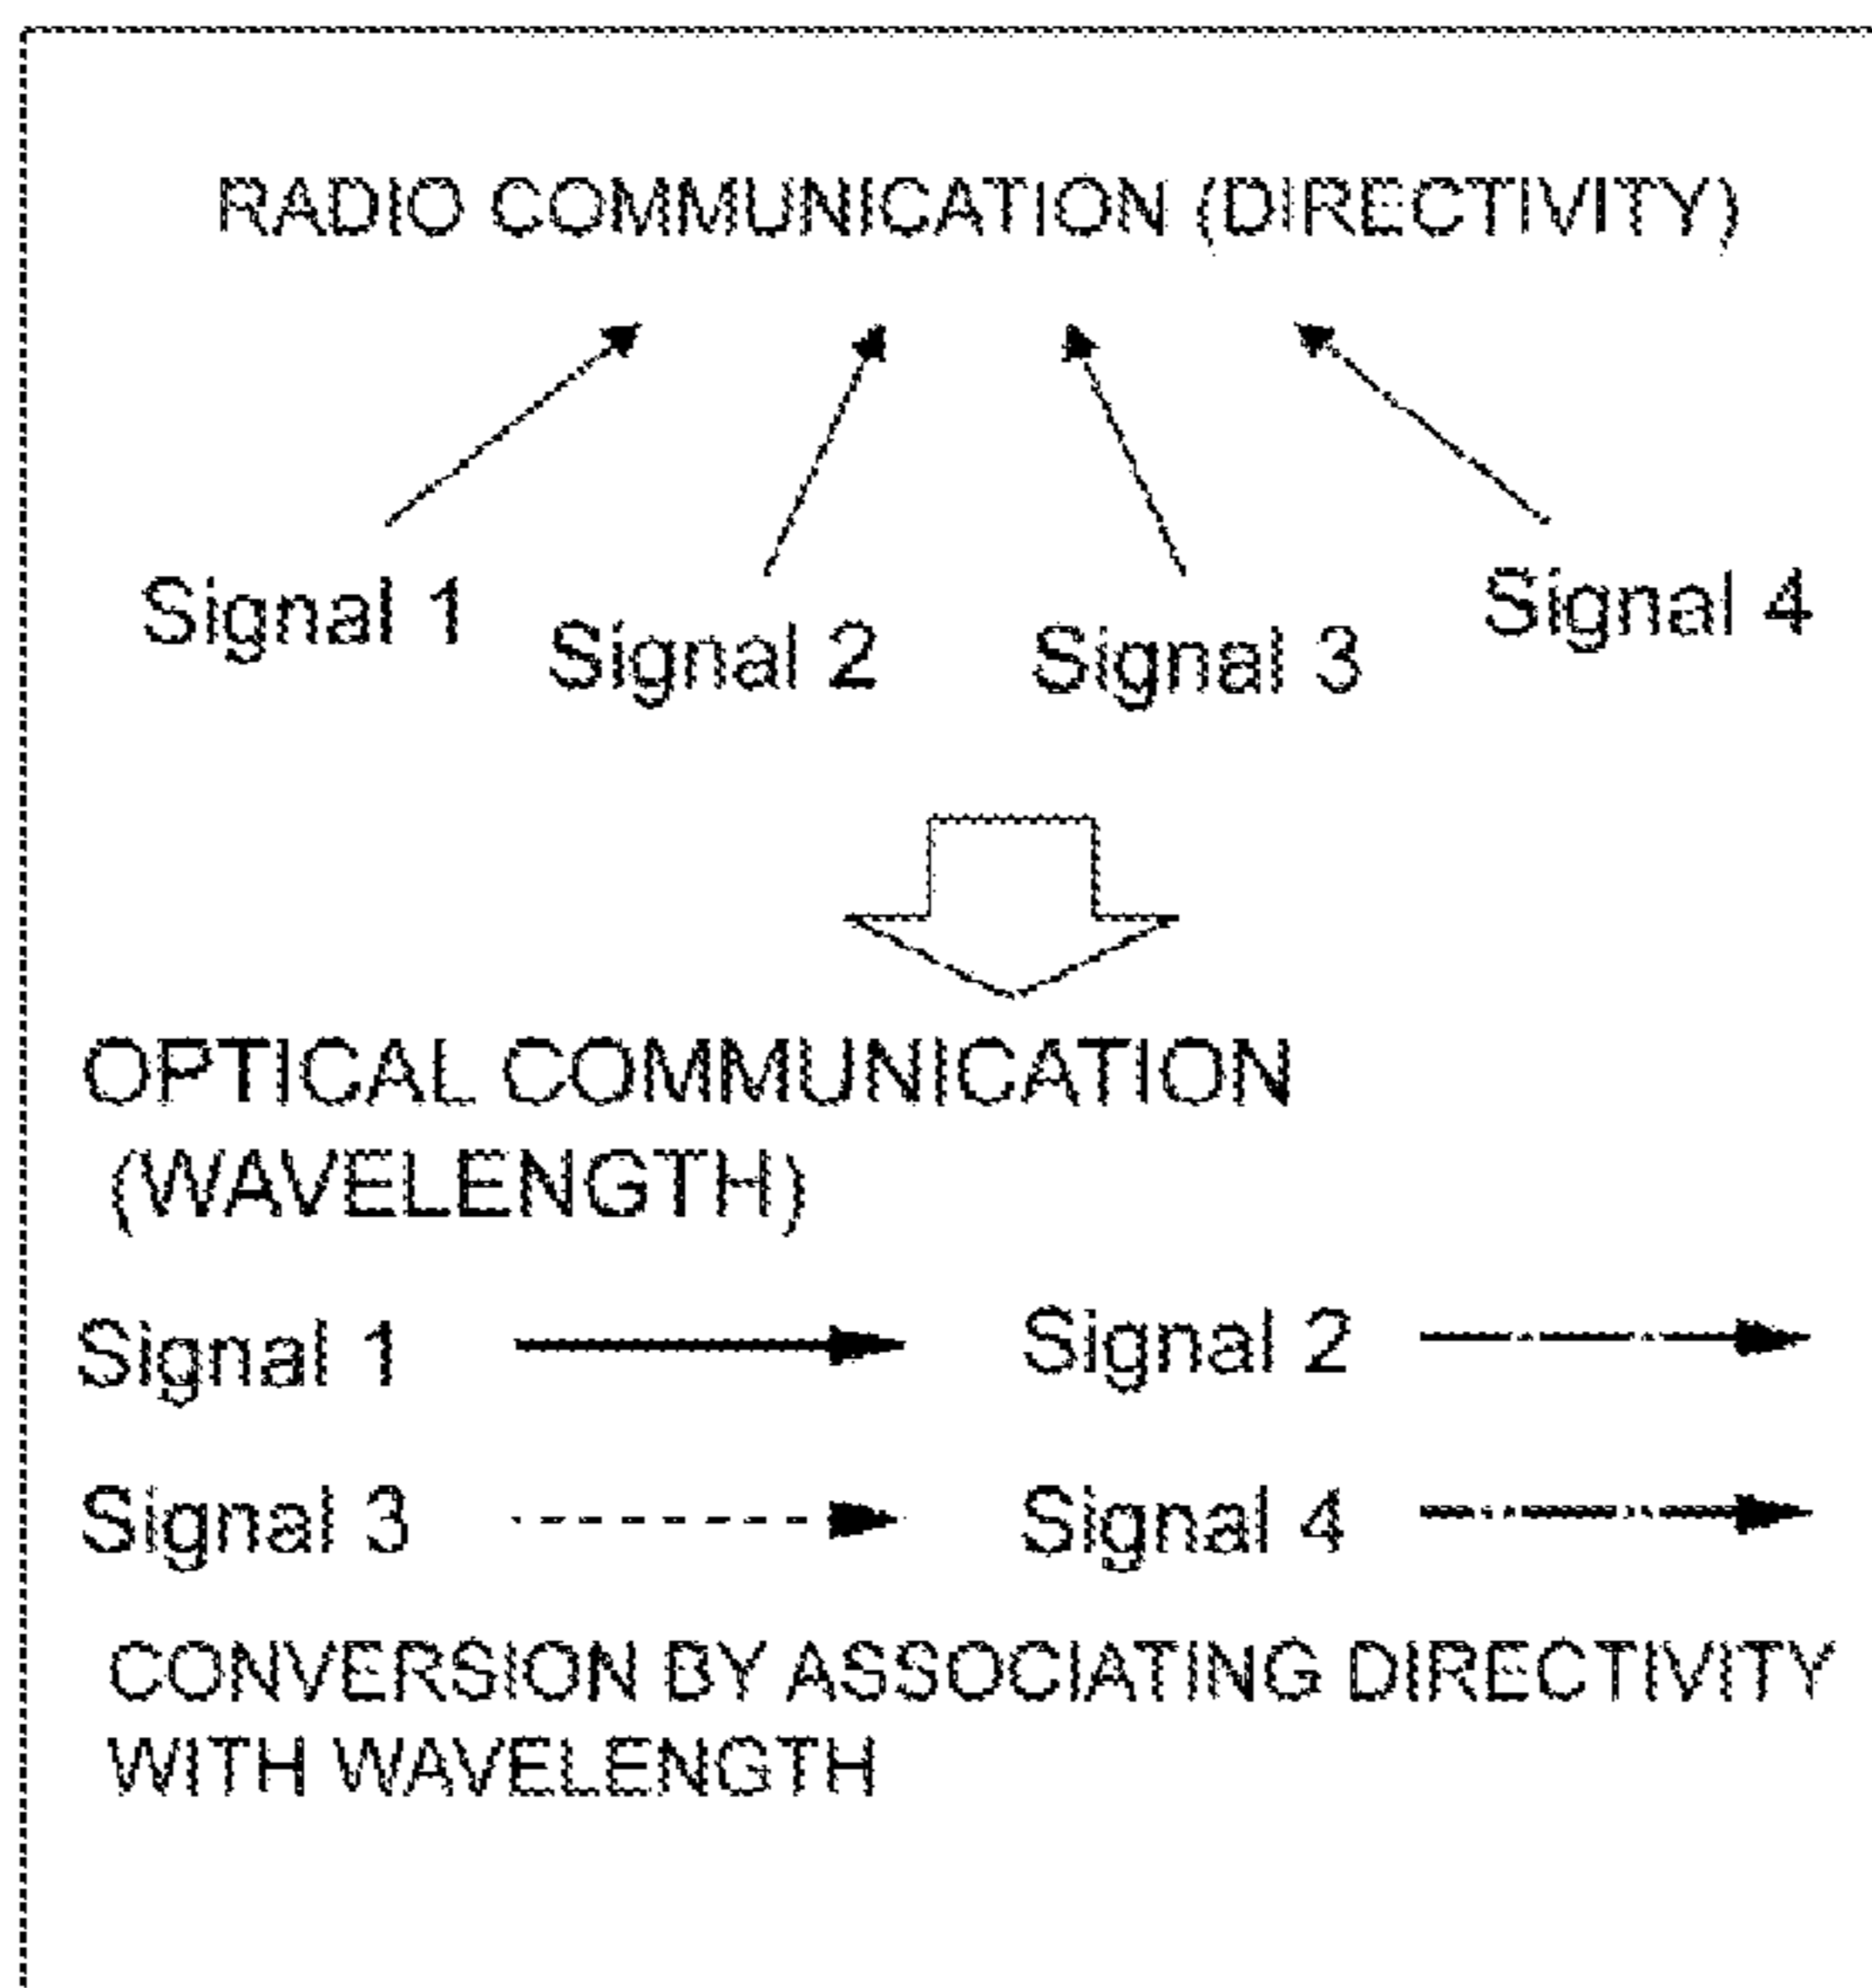 RADIO COMMUNICATION (DIRECTIVITY)
Signal 1
Signal 2
Signal 3
Signal 4
OPTICAL COMMUNICATION
(WAVELENGTH)
Signal 1
Signal 2
Signal 3
Signal 4
CONVERSION BY ASSOCIATING DIRECTIVITY
WITH WAVELENGTH